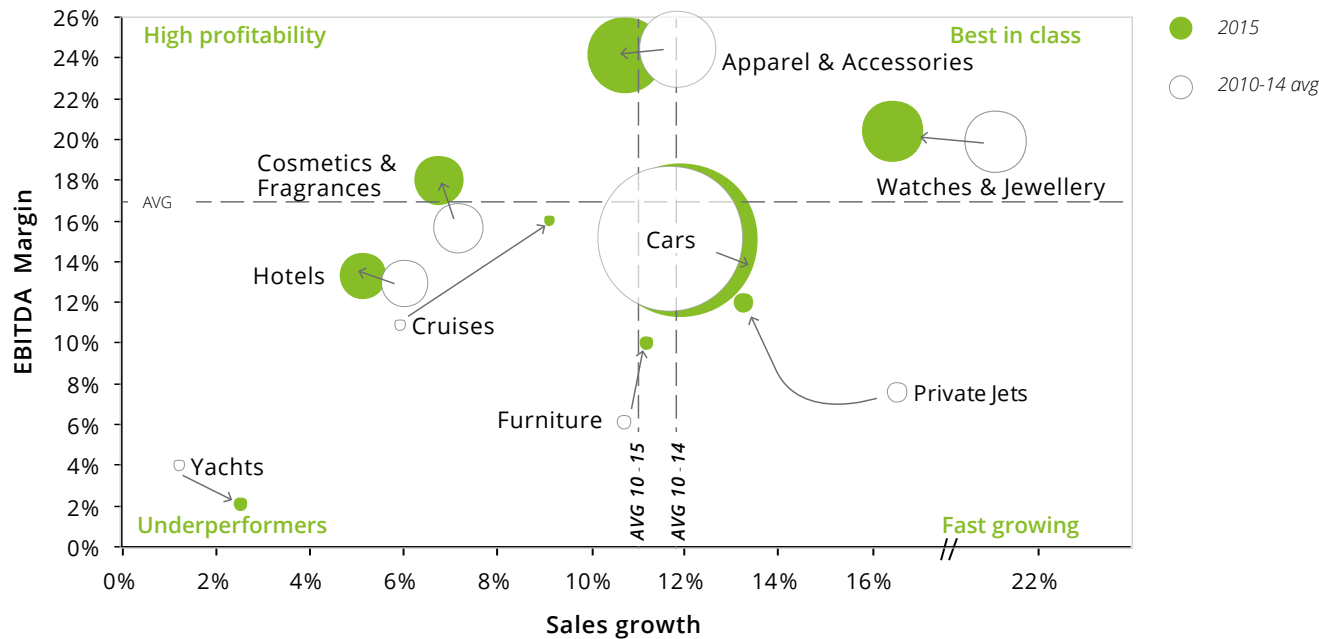 26%
24%
22%
20%
18%
16%
14%
12%
10%
8%
6%
4%
2%
0%
EBITDA Margin
High profitability
Best in class
Apparel & Accessories
Cosmetics &
Fragrances
Watches & Jewellery
AVG
Cars
Hotels
Cruises
Private Jets
Furniture
Yachts
AVG 10 - 15
AVG 10 - 14
Underperformers
Fast growing
0%
2%
4%
6%
8%
10%
12%
14%
16%
22%
Sales growth
2015
2010-14 avg